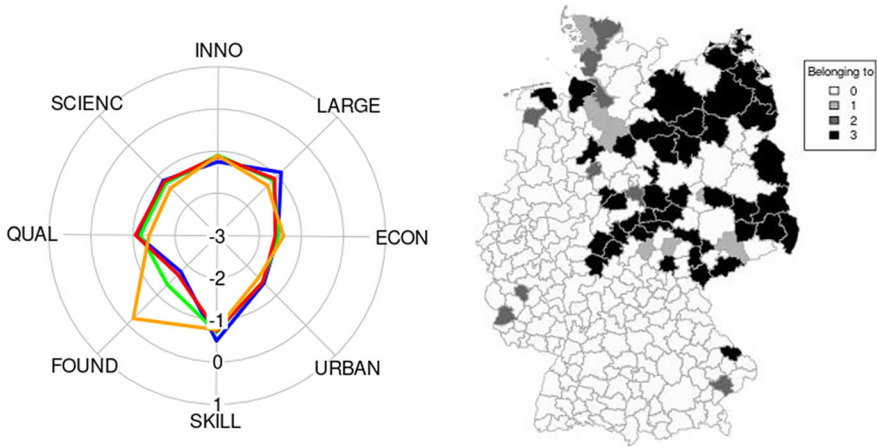 INNO
SCIENC
LARGE
QUAL
-3
ECON
-2
-1
FOUND
0
URBAN
1
SKILL
Belonging to
0
1
2
3